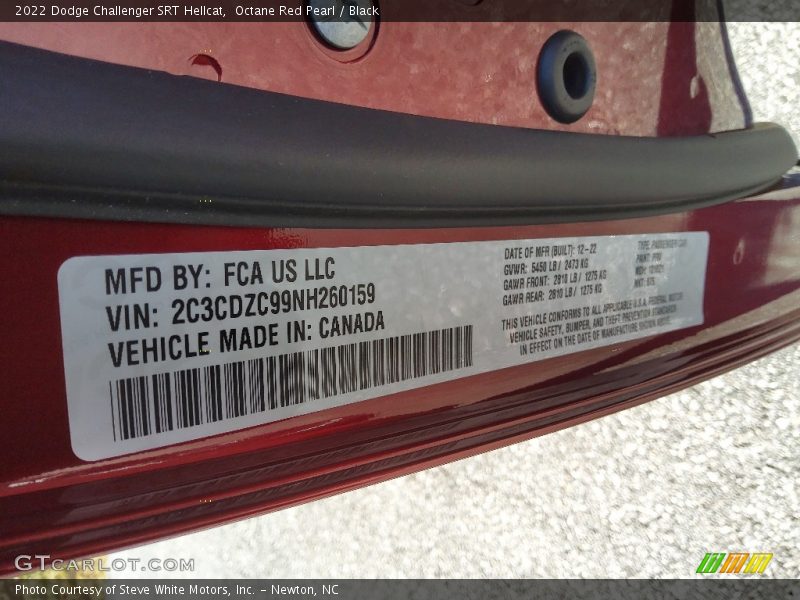 2022 Dodge Challenger SRT Hellcat, Octane Red Pearl / Black
MFD BY: FCA US LLC
VIN: 2C3CDZC99NH260159
VEHICLE MADE IN: CANADA
DATE OF MFR (BUILT): 12-22
GVWR: 5450 LB / 2473 KG
GAWR FRONT: 2810 LB / 1275 KG
GAWR REAR: 2810 LB / 1275 KG
TYPE: PASSENGER CAR
PAINT: PRV
MDH:
THIS VEHICLE CONFORMS TO ALL APPLICABLE U.S.A. FEDERAL MOTOR
VEHICLE SAFETY, BUMPER, AND THEFT PREVENTION STANDARDS
IN EFFECT ON THE DATE OF MANUFACTURE SHOWN ABOVE
GTCARLOT.COM
Photo Courtesy of Steve White Motors, Inc. – Newton, NC